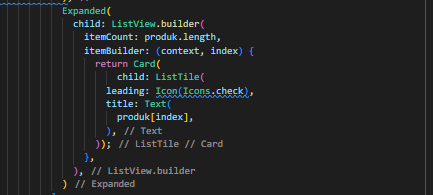 Expanded(
child: ListView.builder(
itemCount: produk.length,
itemBuilder: (context, index) {
return Card(
child: ListTile(
leading: Icon(Icons.check),
title: Text(
produk[index],
), // Text
)); // ListTile // Card
},
), // ListView.builder
) // Expanded